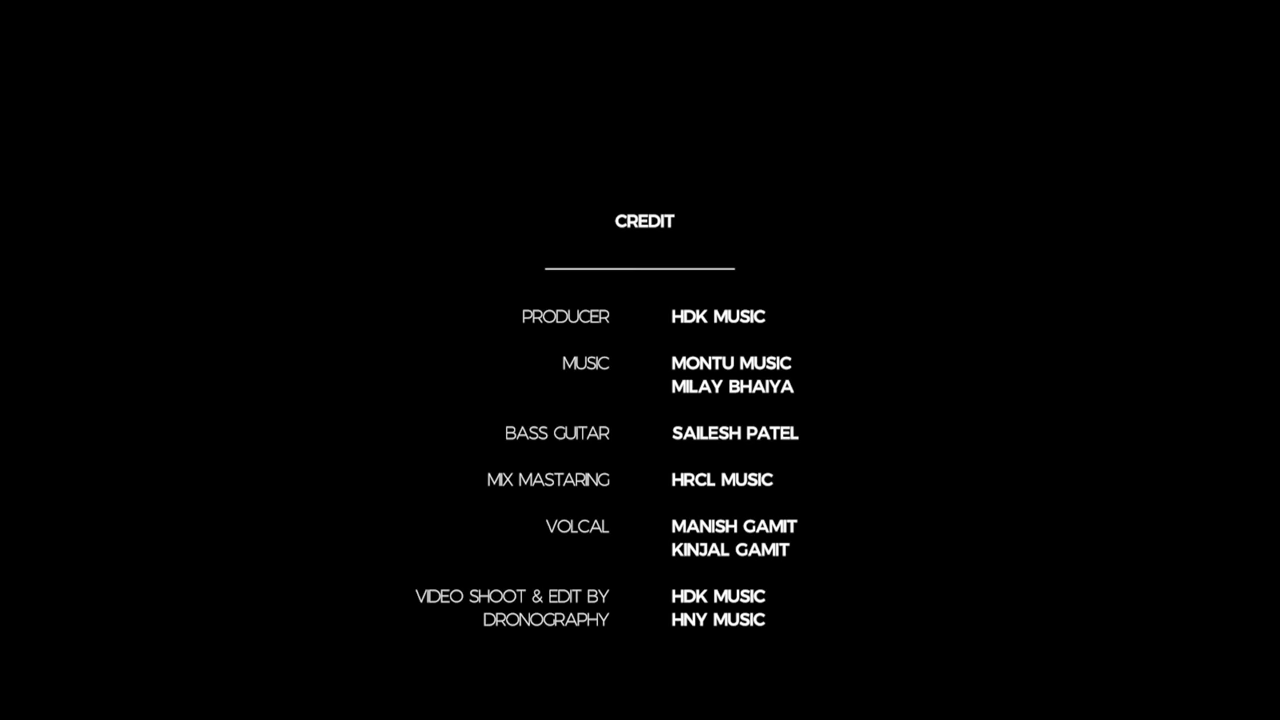 CREDIT
PRODUCER HDK MUSIC
MUSIC MONTU MUSIC
MILAY BHAIYA
BASS GUITAR SAILESH PATEL
MIX MASTARING HRCL MUSIC
VOLCAL MANISH GAMIT
KINJAL GAMIT
VIDEO SHOOT & EDIT BY HDK MUSIC
DRONOGRAPHY HNY MUSIC